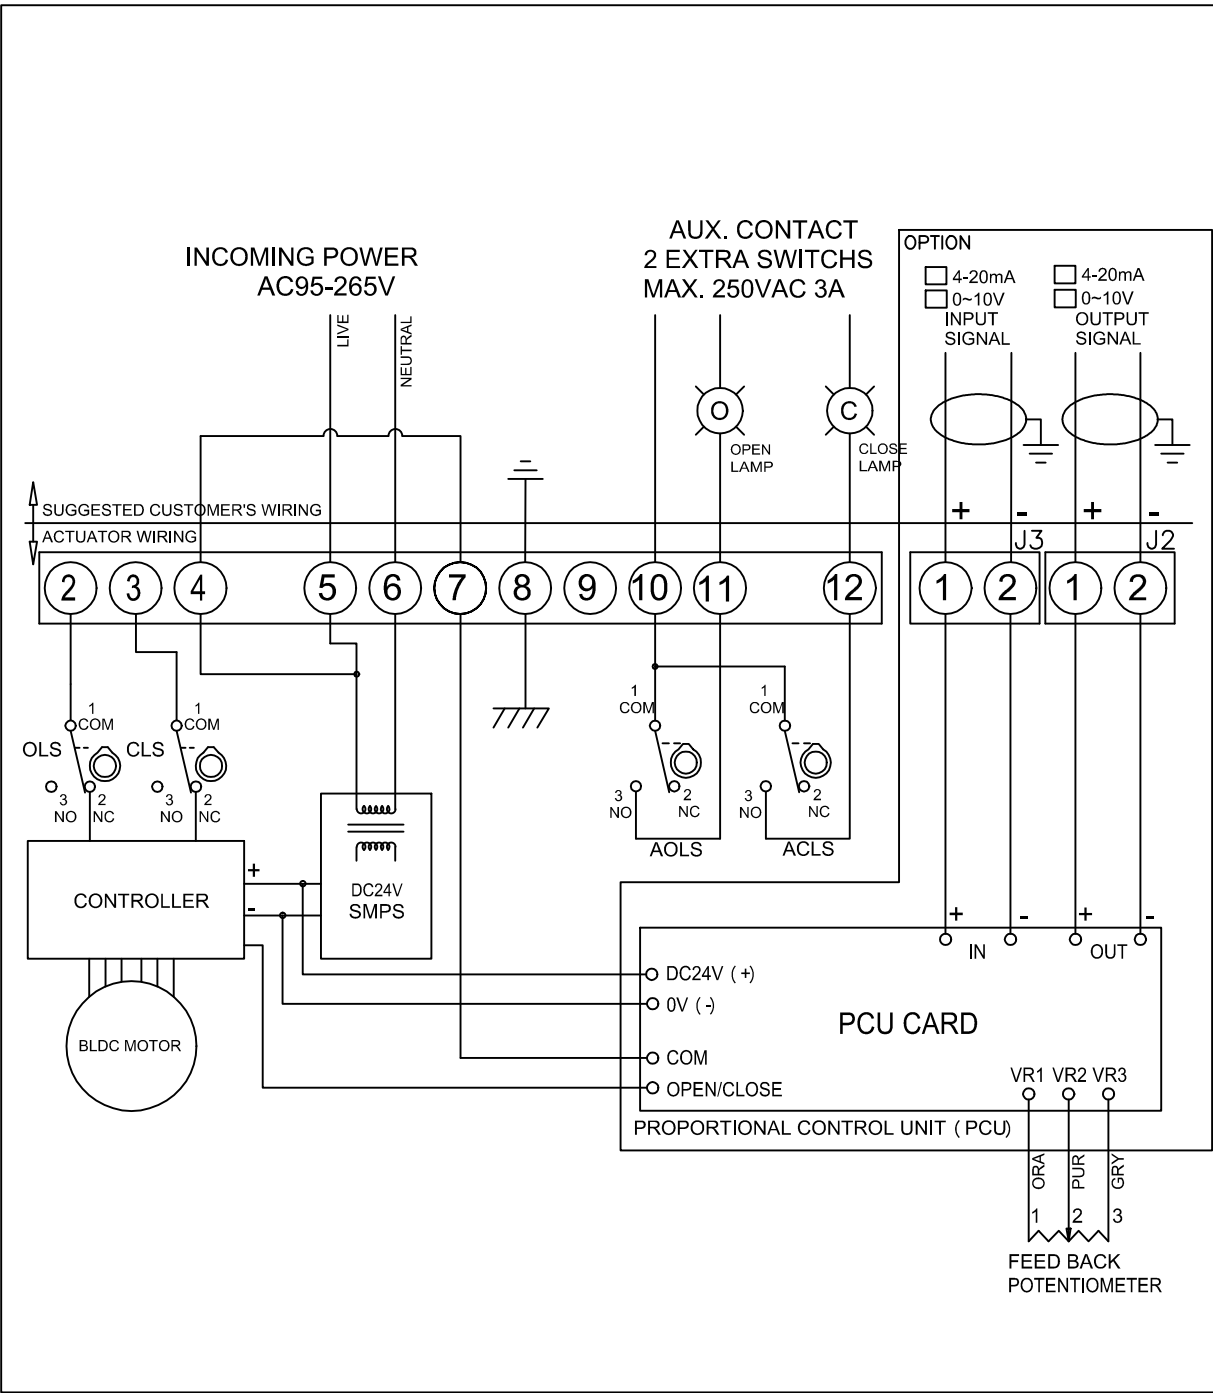 INCOMING POWER
AC95-265V
LIVE
NEUTRAL
AUX. CONTACT
2 EXTRA SWITCHS
MAX. 250VAC 3A
O
OPEN
LAMP
C
CLOSE
LAMP
OPTION
4-20mA
0~10V
INPUT
SIGNAL
4-20mA
0~10V
OUTPUT
SIGNAL
SUGGESTED CUSTOMER'S WIRING
ACTUATOR WIRING
+ - + -
J3 J2
2 3 4 5 6 7 8 9 10 11 12 1 2 1 2
1
COM
OLS
3
NO
2
NC
1
COM
CLS
3
NO
2
NC
1
COM
3
NO
2
NC
AOLS
1
COM
3
NO
2
NC
ACLS
CONTROLLER
+
-
DC24V
SMPS
BLDC MOTOR
+ - + -
IN OUT
DC24V (+)
0V (-)
COM
OPEN/CLOSE
PCU CARD
VR1 VR2 VR3
PROPORTIONAL CONTROL UNIT (PCU)
ORA
PUR
GRY
1 2 3
FEED BACK
POTENTIOMETER